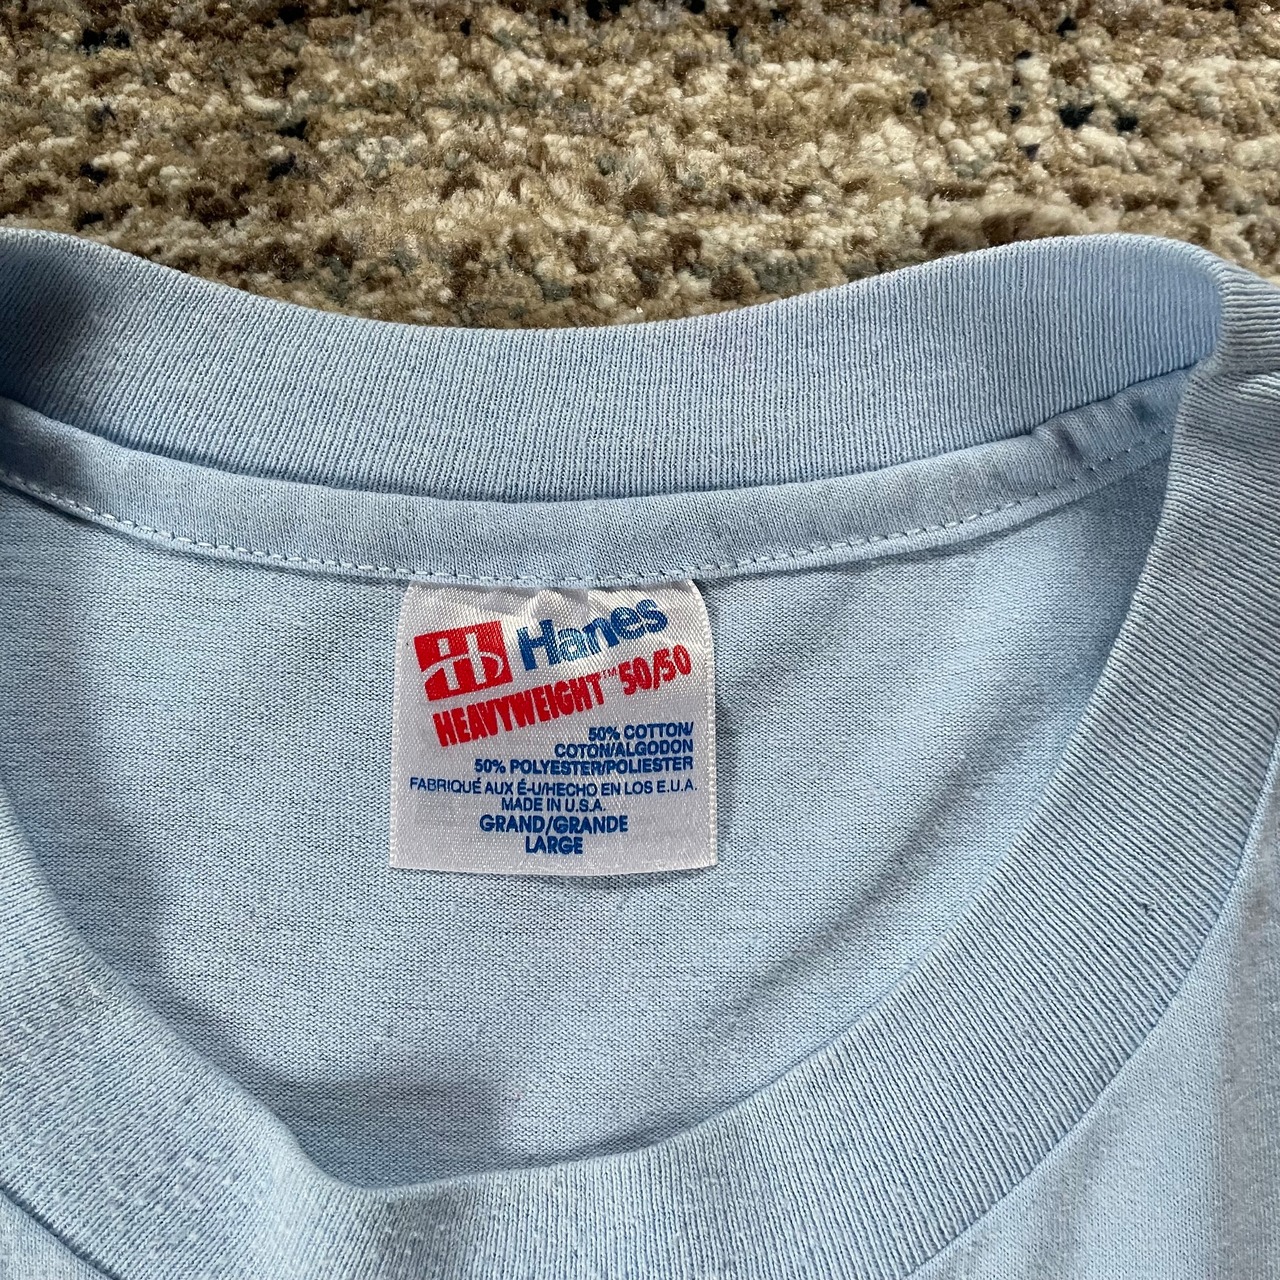 Hanes
HEAVYWEIGHT™ 50/50
50% COTTON/
COTON/ALGODON
50% POLYESTER/POLIESTER
FABRIQUÉ AUX É-U/HECHO EN LOS E.U.A.
MADE IN U.S.A.
GRAND/GRANDE
LARGE